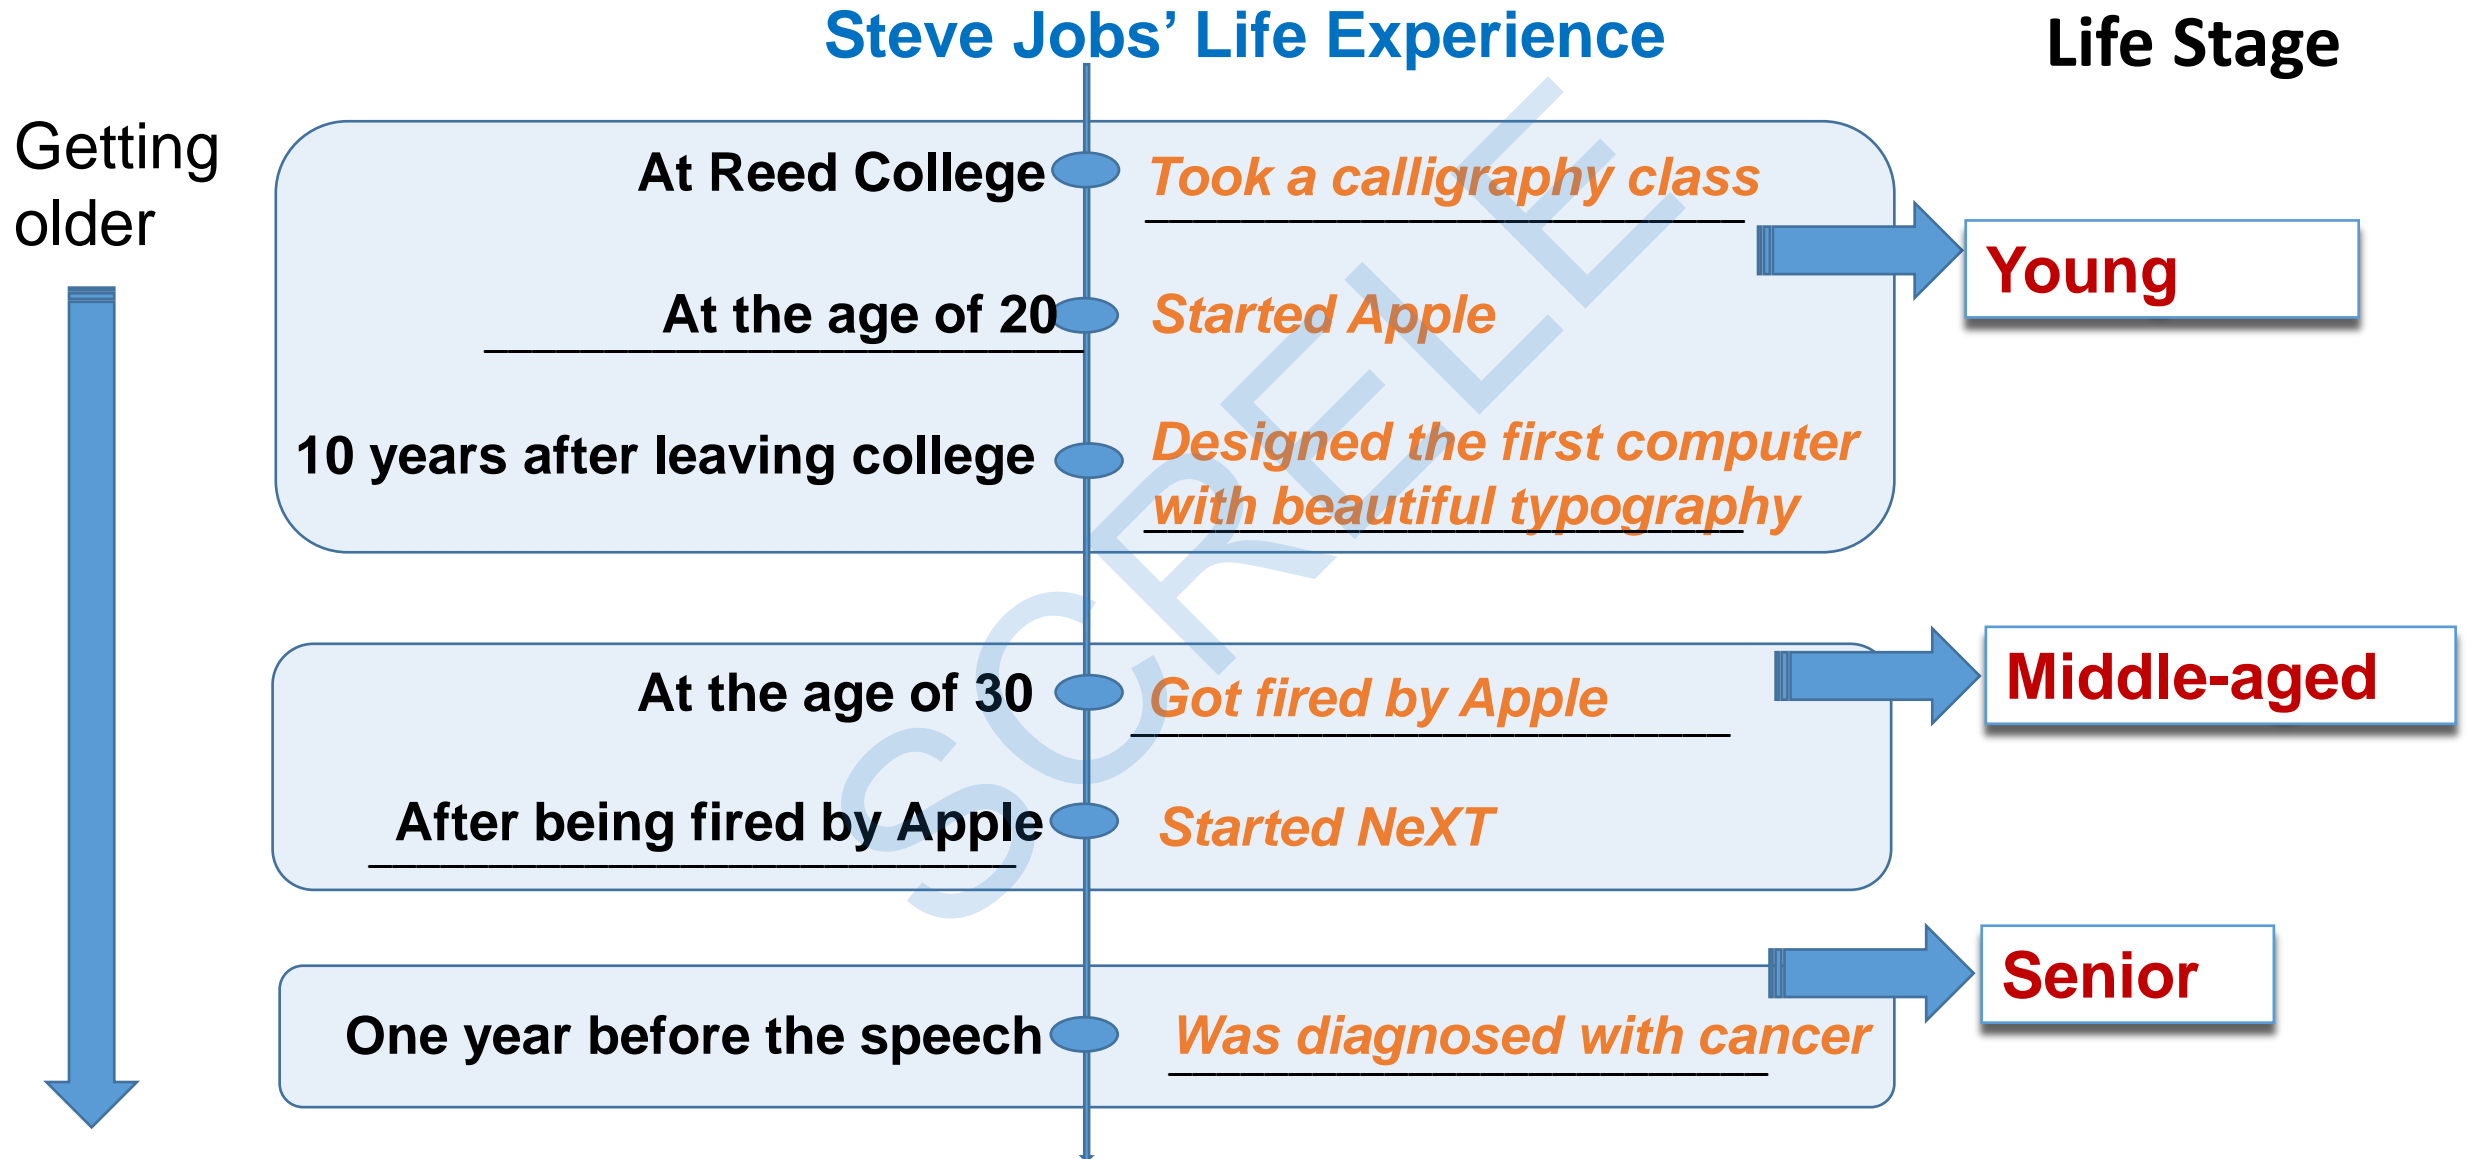 Steve Jobs’ Life Experience
Life Stage
Getting
older
At Reed College
Took a calligraphy class
Young
At the age of 20
Started Apple
10 years after leaving college
Designed the first computer
with beautiful typography
At the age of 30
Got fired by Apple
Middle-aged
After being fired by Apple
Started NeXT
Senior
One year before the speech
Was diagnosed with cancer
SCRELE